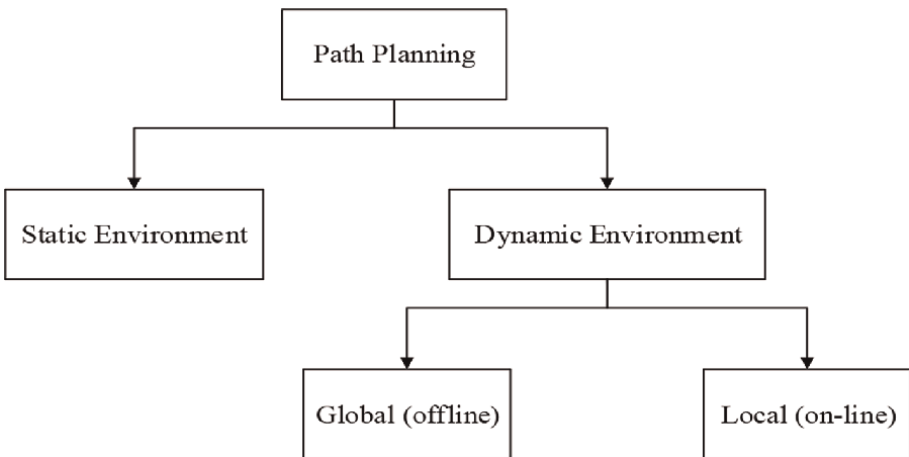 Path Planning
Static Environment
Dynamic Environment
Global (offline)
Local (on-line)